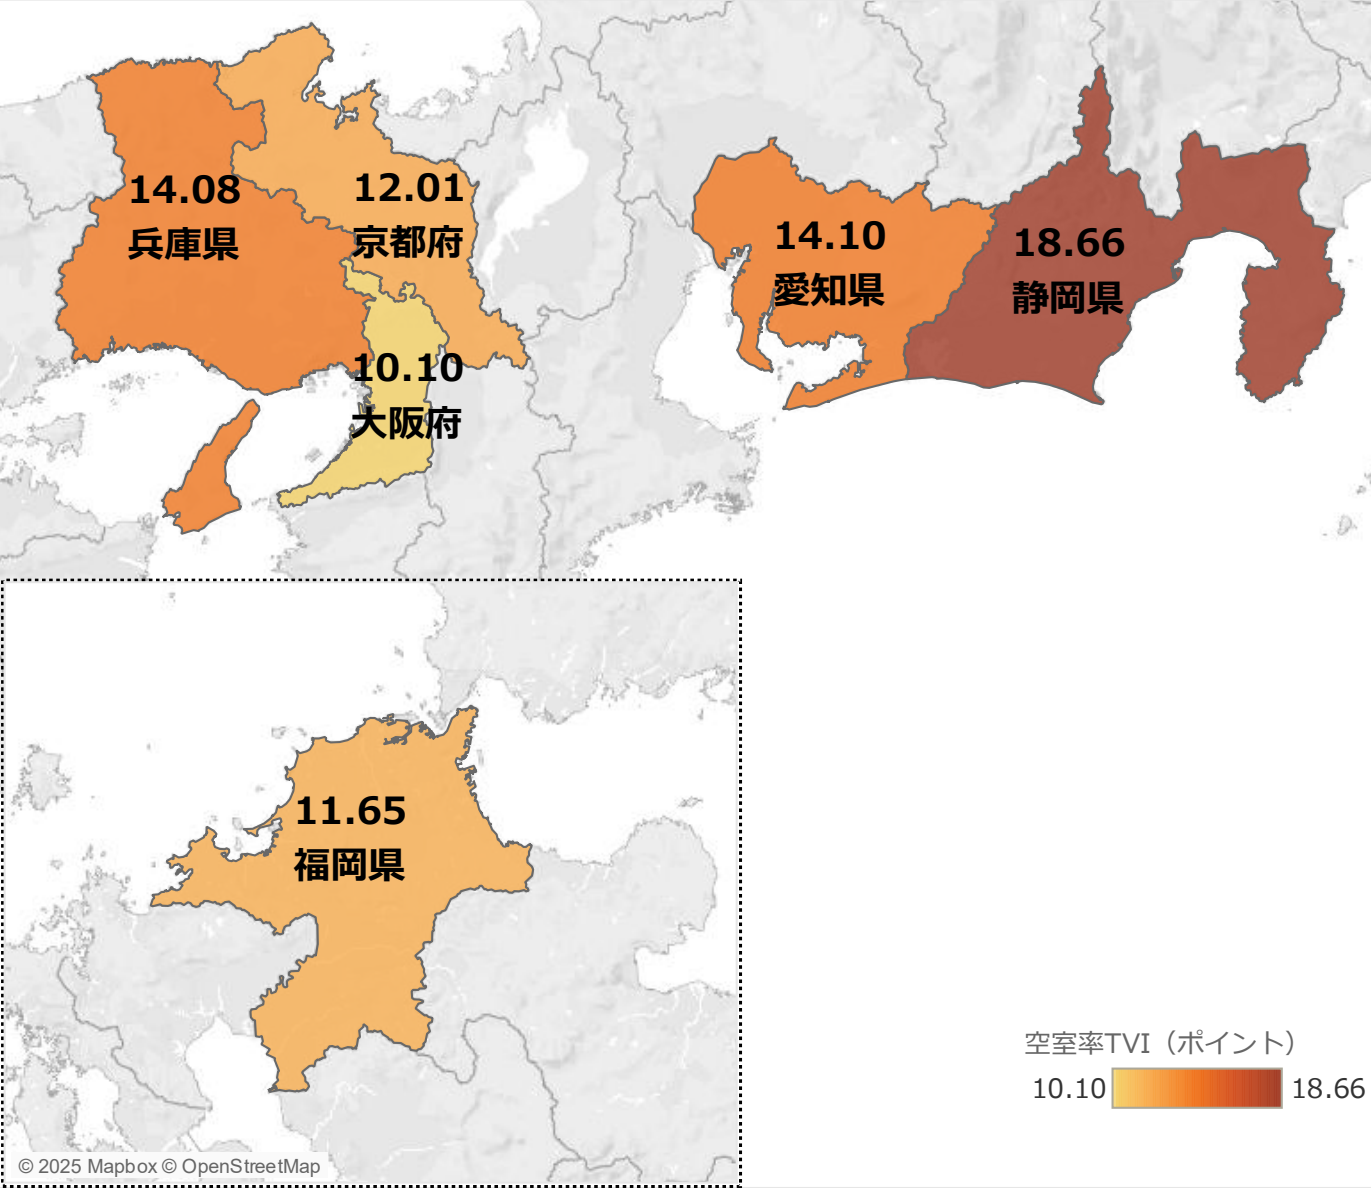 14.08
兵庫県
12.01
京都府
10.10
大阪府
14.10
愛知県
18.66
静岡県
11.65
福岡県
空室率TVI（ポイント）
10.10 18.66
© 2025 Mapbox © OpenStreetMap